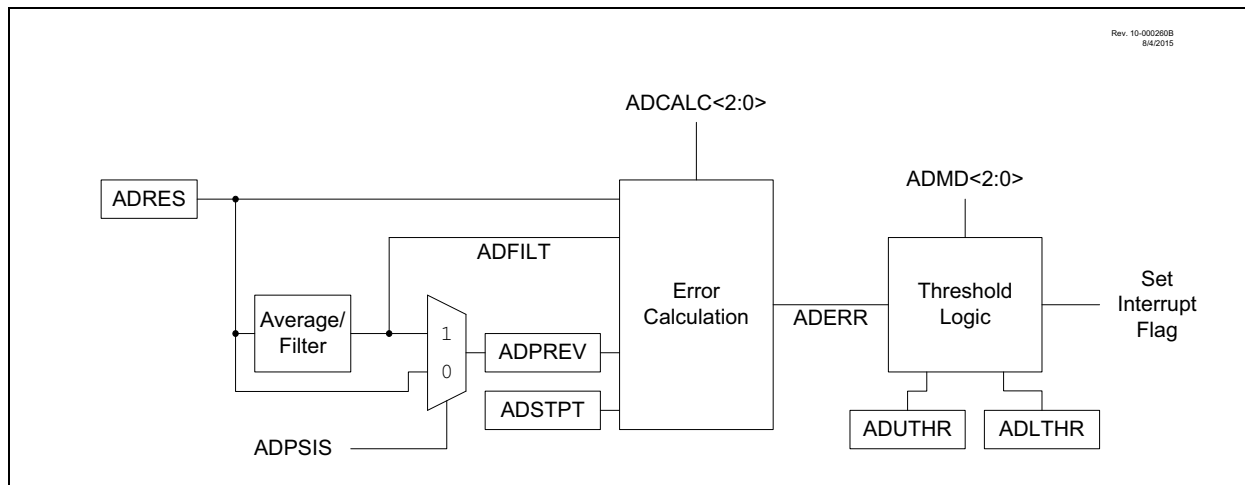 Rev. 10-000260B
8/4/2015
ADCALC<2:0>
ADMD<2:0>
ADRES
ADFILT
Average/
Filter
1
0
ADPREV
ADSTPT
ADPSIS
Error
Calculation
ADERR
Threshold
Logic
Set
Interrupt
Flag
ADUTHR
ADLTHR